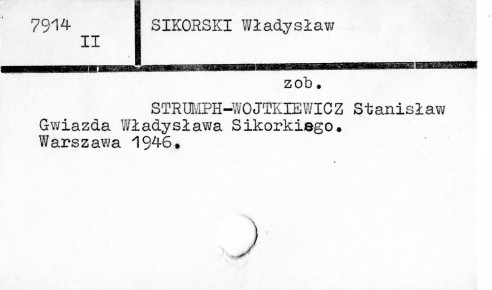 7914
II
SIKORSKI Władysław
zob.
STRUMPH-WOJTKIEWICZ Stanisław
Gwiazda Władysława Sikorkiego.
Warszawa 1946.